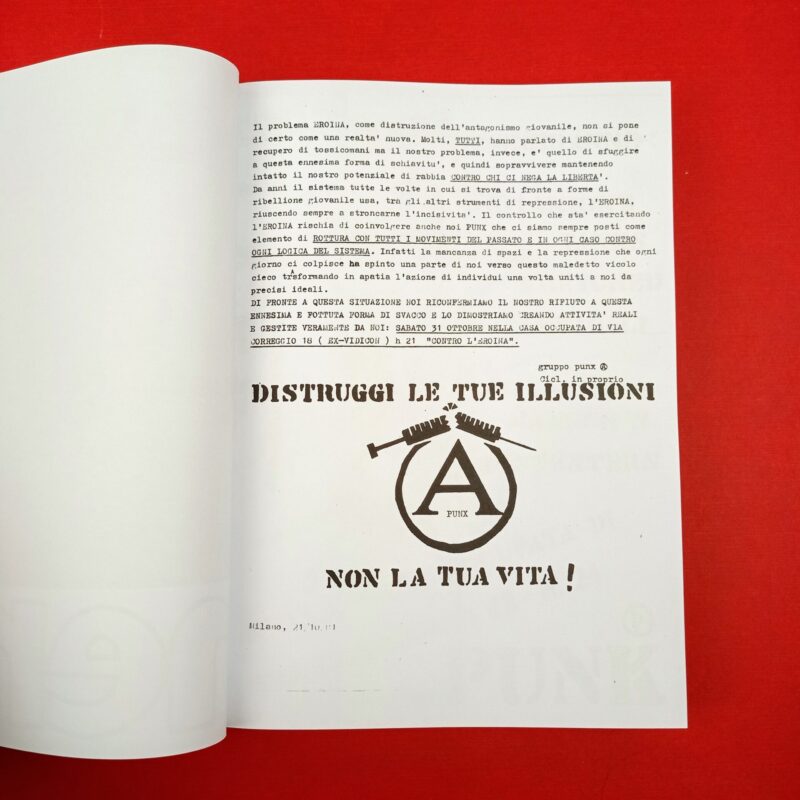 Il problema EROINA, come distruzione dell'antagonismo giovanile, non si pone
di certo come una realta' nuova. Molti, TUTTI, hanno parlato di EROINA e di
recupero di tossicomani ma il nostro problema, invece, e' quello di sfuggire
a questa ennesima forma di schiavitu', e quindi sopravvivere mantenendo
intatto il nostro potenziale di rabbia CONTRO CHI CI NEGA LA LIBERTA'.
Da anni il sistema tutte le volte in cui si trova di fronte a forme di
ribellione giovanile usa, tra gli.altri strumenti di repressione, l'EROINA,
riuscendo sempre a stroncarne l'incisivita'. Il controllo che sta' esercitando
l'EROINA rischia di coinvolgere anche noi PUNX che ci siamo sempre posti come
elemento di ROTTURA CON TUTTI I MOVIMENTI DEL PASSATO E IN OGNI CASO CONTRO
OGNI LOGICA DEL SISTEMA. Infatti la mancanza di spazi e la repressione che ogni
giorno ci colpisce ha spinto una parte di noi verso questo maledetto vicolo
cieco trasformando in apatia l'azione di individui una volta uniti a noi da
precisi ideali.
DI FRONTE A QUESTA SITUAZIONE NOI RICONFERMIAMO IL NOSTRO RIFIUTO A QUESTA
ENNESIMA E FOTTUTA FORMA DI SVACCO E LO DIMOSTRIAMO CREANDO ATTIVITA' REALI
E GESTITE VERAMENTE DA NOI: SABATO 31 OTTOBRE NELLA CASA OCCUPATA DI VIA
CORREGGIO 18 ( EX-VIDICON ) h 21 "CONTRO L'EROINA".
gruppo punx Ⓐ
Cicl. in proprio
DISTRUGGI LE TUE ILLUSIONI
A
PUNX
NON LA TUA VITA!
Milano, 21